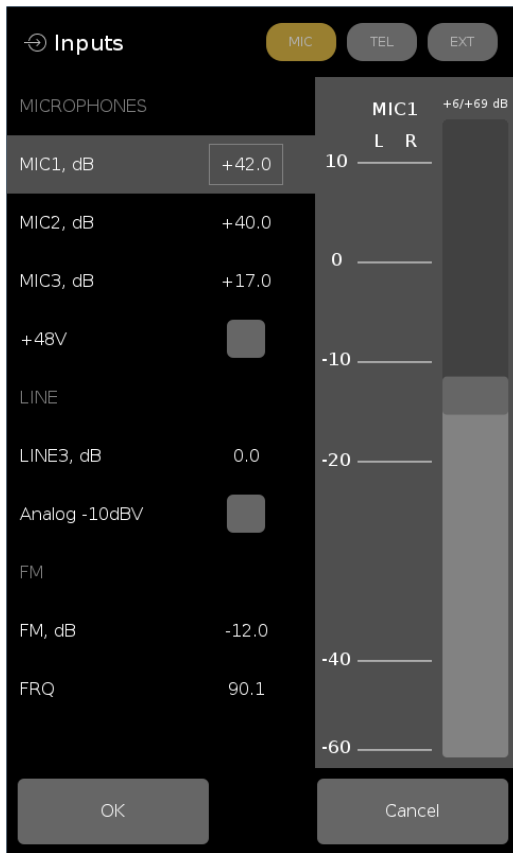 Inputs
MIC TEL EXT
MICROPHONES
MIC1, dB +42.0
MIC2, dB +40.0
MIC3, dB +17.0
+48V
LINE
LINE3, dB 0.0
Analog -10dBV
FM
FM, dB -12.0
FRQ 90.1
MIC1 +6/+69 dB
L R
10
0
-10
-20
-40
-60
OK Cancel